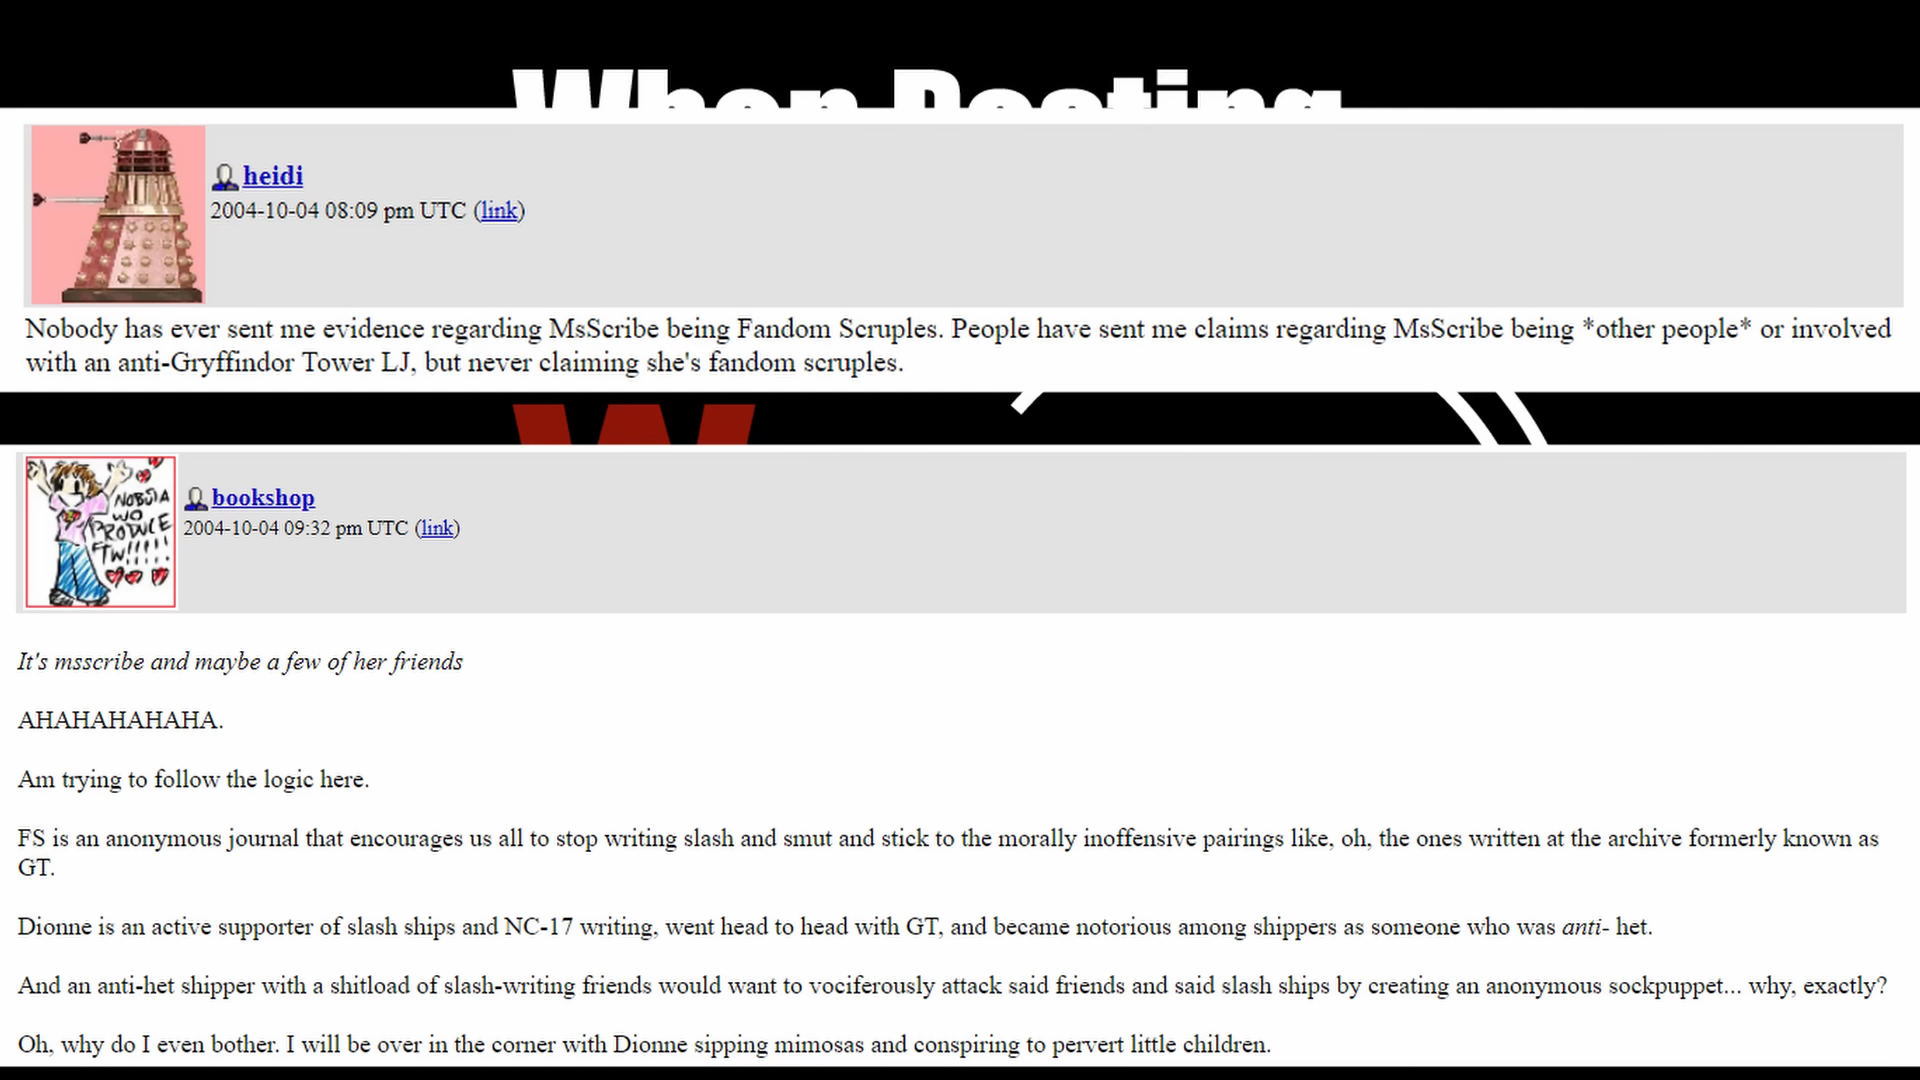 When Posting
heidi
2004-10-04 08:09 pm UTC (link)
Nobody has ever sent me evidence regarding MsScribe being Fandom Scruples. People have sent me claims regarding MsScribe being *other people* or involved
with an anti-Gryffindor Tower LJ, but never claiming she's fandom scruples.
W
NOBUTA
WO
PRODUCE
FTW!!!!!
bookshop
2004-10-04 09:32 pm UTC (link)
It's msscribe and maybe a few of her friends
AHAHAHAHAHA.
Am trying to follow the logic here.
FS is an anonymous journal that encourages us all to stop writing slash and smut and stick to the morally inoffensive pairings like, oh, the ones written at the archive formerly known as
GT.
Dionne is an active supporter of slash ships and NC-17 writing, went head to head with GT, and became notorious among shippers as someone who was anti- het.
And an anti-het shipper with a shitload of slash-writing friends would want to vociferously attack said friends and said slash ships by creating an anonymous sockpuppet... why, exactly?
Oh, why do I even bother. I will be over in the corner with Dionne sipping mimosas and conspiring to pervert little children.